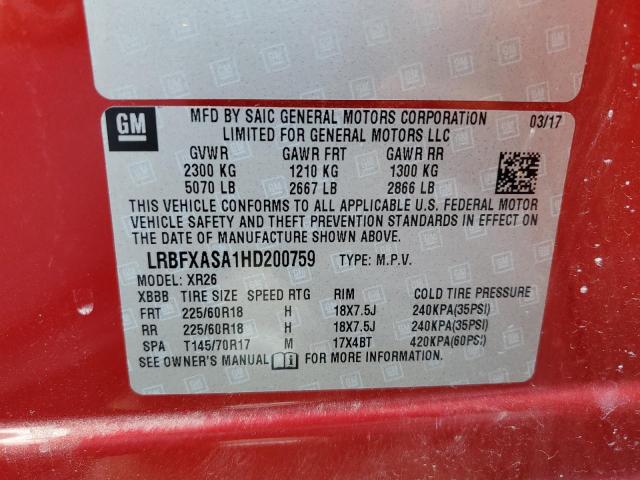 GM
MFD BY SAIC GENERAL MOTORS CORPORATION
LIMITED FOR GENERAL MOTORS LLC
03/17
GVWR GAWR FRT GAWR RR
2300 KG 1210 KG 1300 KG
5070 LB 2667 LB 2866 LB
THIS VEHICLE CONFORMS TO ALL APPLICABLE U.S. FEDERAL MOTOR
VEHICLE SAFETY AND THEFT PREVENTION STANDARDS IN EFFECT ON
THE DATE OF MANUFACTURE SHOWN ABOVE.
LRBFXASA1HD200759 TYPE: M.P.V.
MODEL: XR26
XBBB TIRE SIZE SPEED RTG RIM COLD TIRE PRESSURE
FRT 225/60R18 H 18X7.5J 240KPA(35PSI)
RR 225/60R18 H 18X7.5J 240KPA(35PSI)
SPA T145/70R17 M 17X4BT 420KPA(60PSI)
SEE OWNER'S MANUAL FOR MORE INFORMATION.